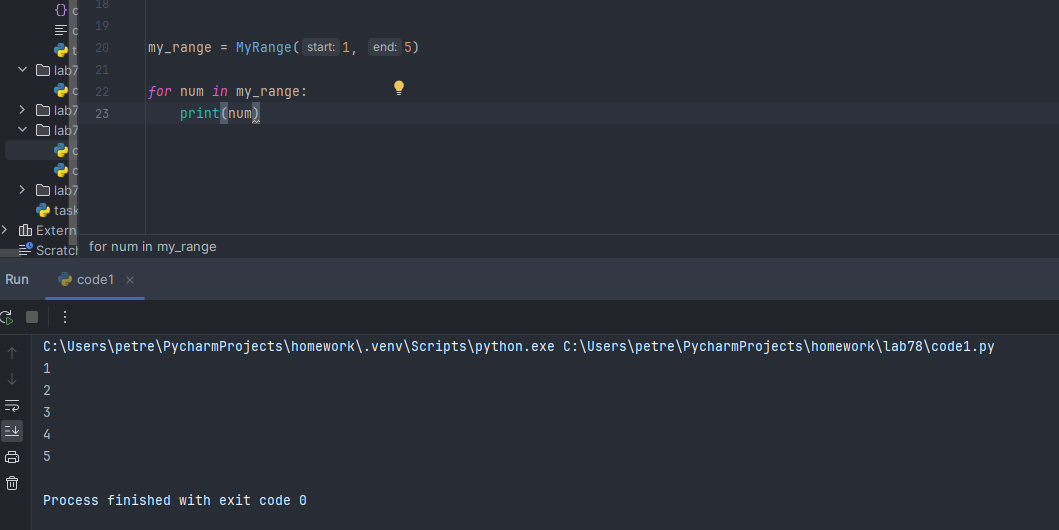 c
18
c
19
t
20 my_range = MyRange( start: 1, end: 5)
lab7
21
c
22 for num in my_range:
lab7
23 print(num)
lab7
c
c
lab7
task
Extern
Scratch
for num in my_range
Run code1
C:\Users\petre\PycharmProjects\homework\.venv\Scripts\python.exe C:\Users\petre\PycharmProjects\homework\lab78\code1.py
1
2
3
4
5
Process finished with exit code 0